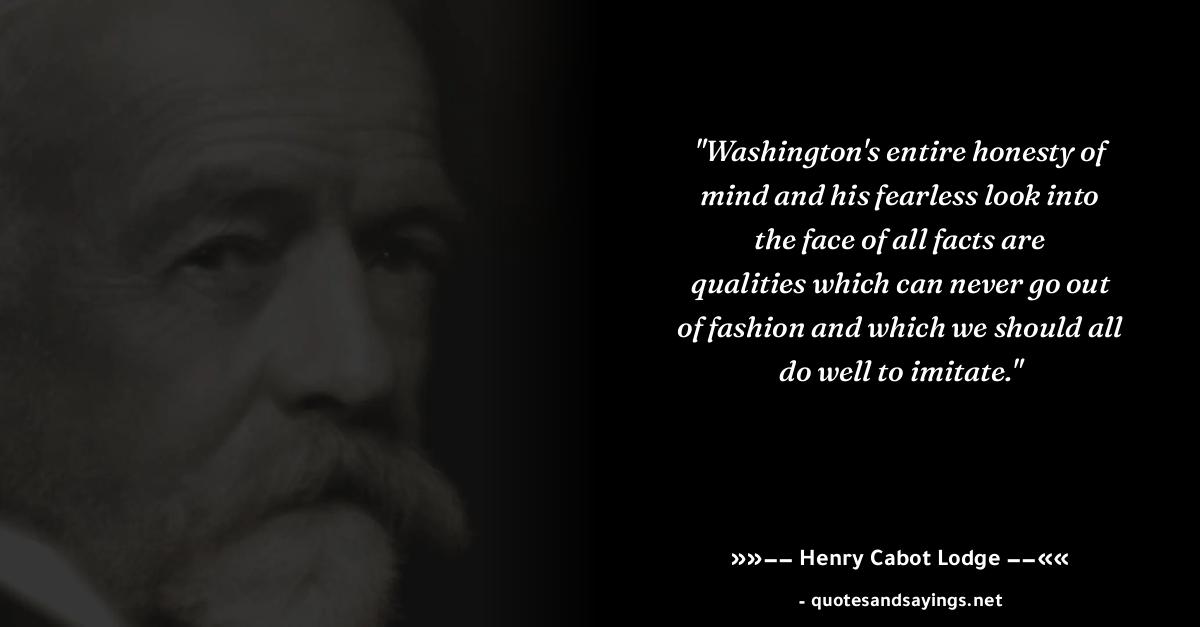 "Washington's entire honesty of
mind and his fearless look into
the face of all facts are
qualities which can never go out
of fashion and which we should all
do well to imitate."
»»−− Henry Cabot Lodge −−««
- quotesandsayings.net